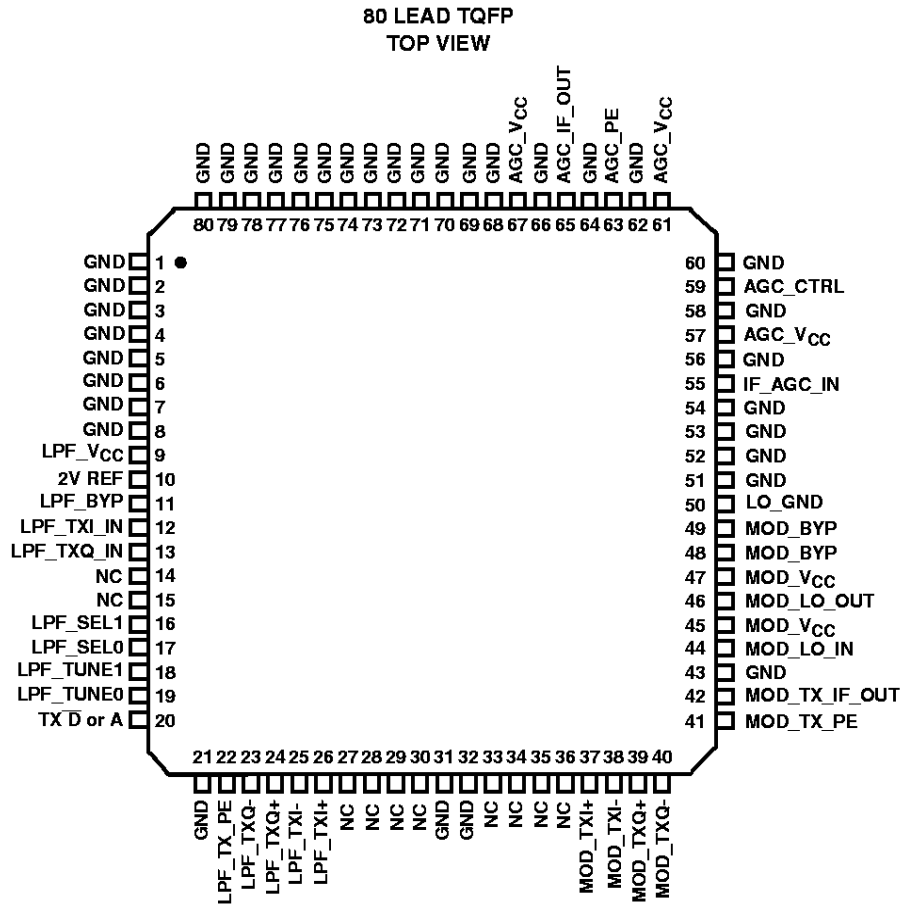 80 LEAD TQFP
TOP VIEW
GND
GND
GND
GND
GND
GND
GND
GND
GND
GND
GND
GND
GND
AGC_VCC
GND
AGC_IF_OUT
GND
AGC_PE
GND
AGC_VCC
80 79 78 77 76 75 74 73 72 71 70 69 68 67 66 65 64 63 62 61
GND 1
GND 2
GND 3
GND 4
GND 5
GND 6
GND 7
GND 8
LPF_VCC 9
2V REF 10
LPF_BYP 11
LPF_TXI_IN 12
LPF_TXQ_IN 13
NC 14
NC 15
LPF_SEL1 16
LPF_SEL0 17
LPF_TUNE1 18
LPF_TUNE0 19
TX D̅ or A 20
60 GND
59 AGC_CTRL
58 GND
57 AGC_VCC
56 GND
55 IF_AGC_IN
54 GND
53 GND
52 GND
51 GND
50 LO_GND
49 MOD_BYP
48 MOD_BYP
47 MOD_VCC
46 MOD_LO_OUT
45 MOD_VCC
44 MOD_LO_IN
43 GND
42 MOD_TX_IF_OUT
41 MOD_TX_PE
21 22 23 24 25 26 27 28 29 30 31 32 33 34 35 36 37 38 39 40
GND
LPF_TX_PE
LPF_TXQ-
LPF_TXQ+
LPF_TXI-
LPF_TXI+
NC
NC
NC
NC
GND
GND
NC
NC
NC
NC
MOD_TXI+
MOD_TXI-
MOD_TXQ+
MOD_TXQ-